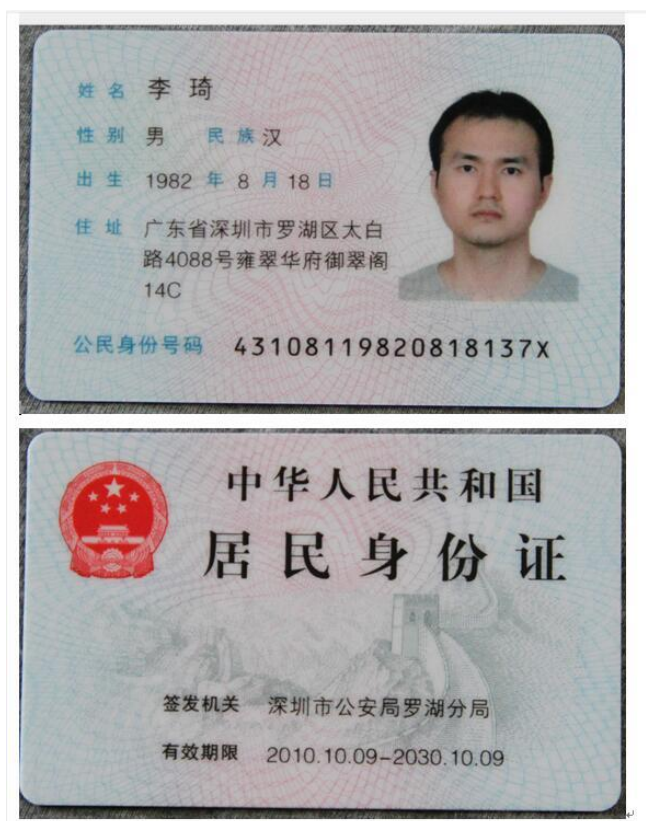 姓名 李琦
性别 男 民族 汉
出生 1982 年 8 月 18 日
住址 广东省深圳市罗湖区太白
路4088号雍翠华府御翠阁
14C
公民身份号码 43108119820818137X
中华人民共和国
居民身份证
签发机关 深圳市公安局罗湖分局
有效期限 2010.10.09-2030.10.09